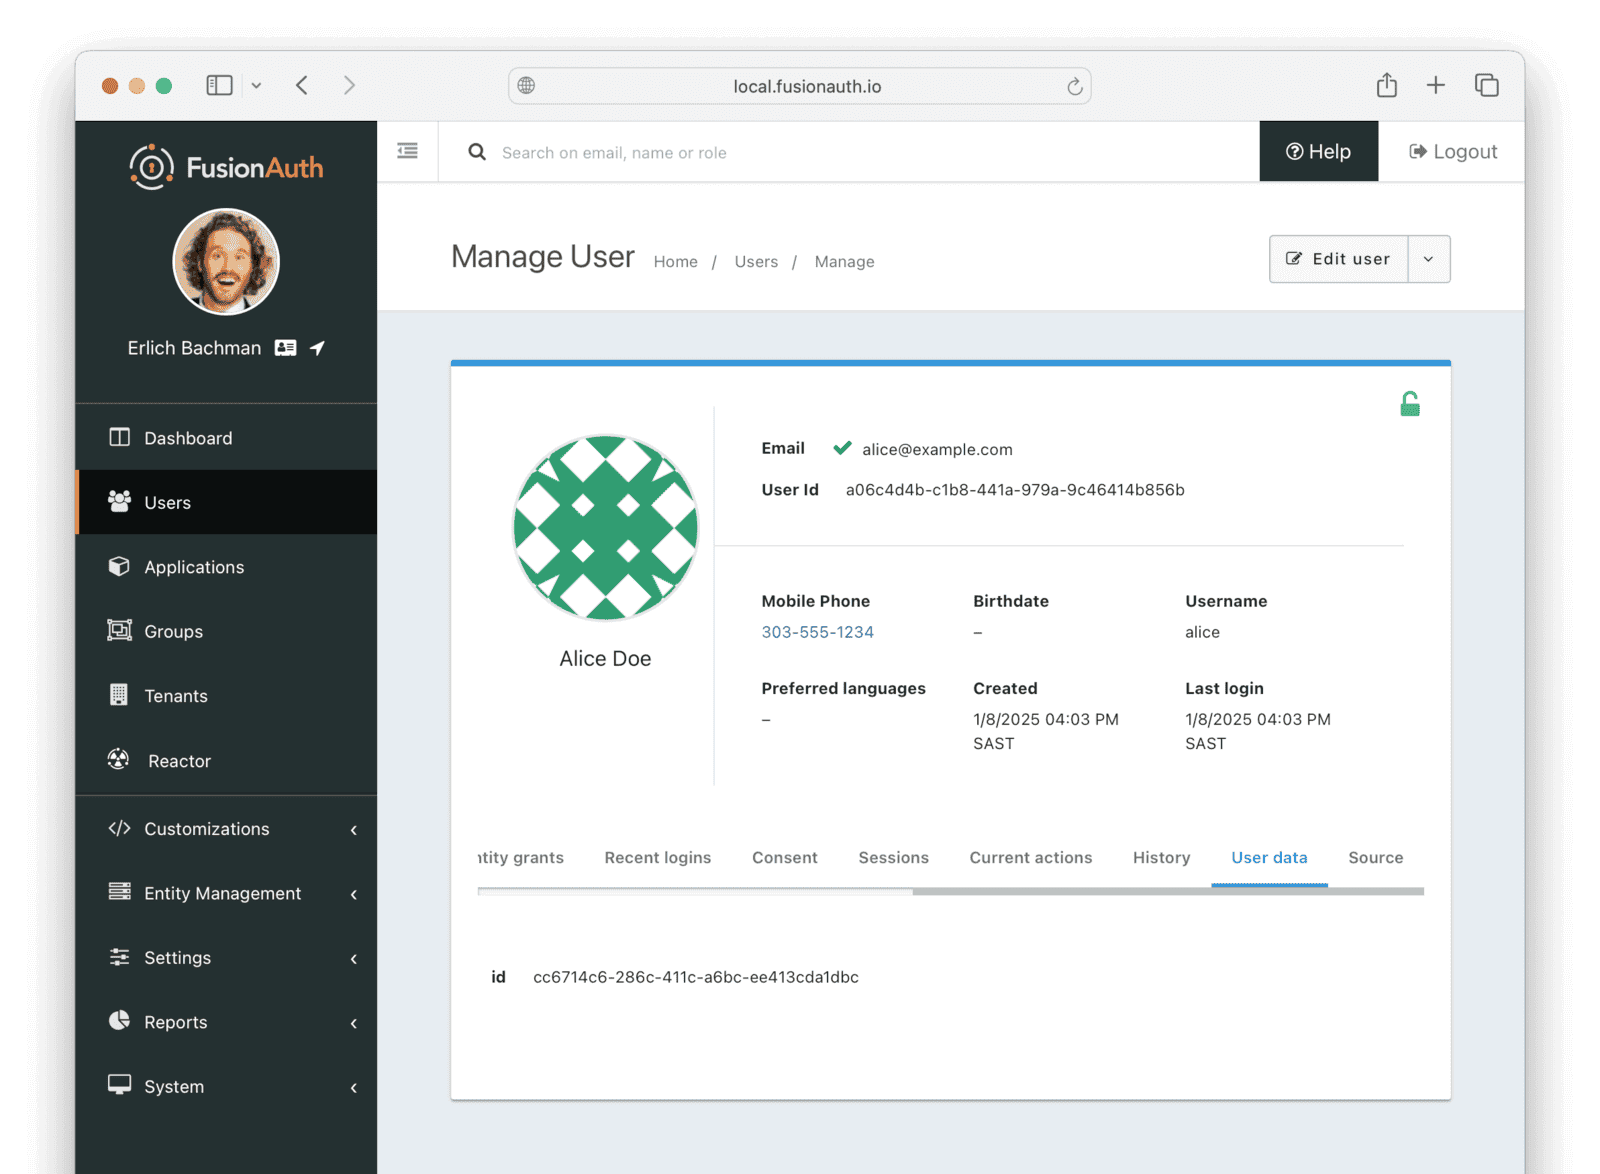 local.fusionauth.io
FusionAuth
Search on email, name or role
Help
Logout
Erlich Bachman
Manage User
Home / Users / Manage
Edit user
Dashboard
Users
Applications
Groups
Tenants
Reactor
Customizations
Entity Management
Settings
Reports
System
Alice Doe
Email alice@example.com
User Id a06c4d4b-c1b8-441a-979a-9c46414b856b
Mobile Phone
303-555-1234
Birthdate
–
Username
alice
Preferred languages
–
Created
1/8/2025 04:03 PM
SAST
Last login
1/8/2025 04:03 PM
SAST
ntity grants Recent logins Consent Sessions Current actions History User data Source
id cc6714c6-286c-411c-a6bc-ee413cda1dbc